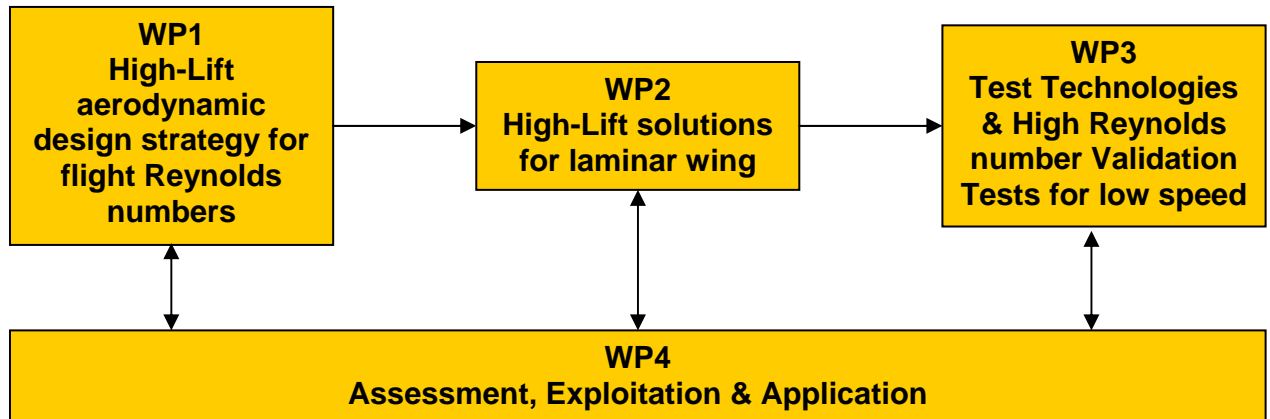 WP1
High-Lift
aerodynamic
design strategy for
flight Reynolds
numbers
WP2
High-Lift solutions
for laminar wing
WP3
Test Technologies
& High Reynolds
number Validation
Tests for low speed
WP4
Assessment, Exploitation & Application